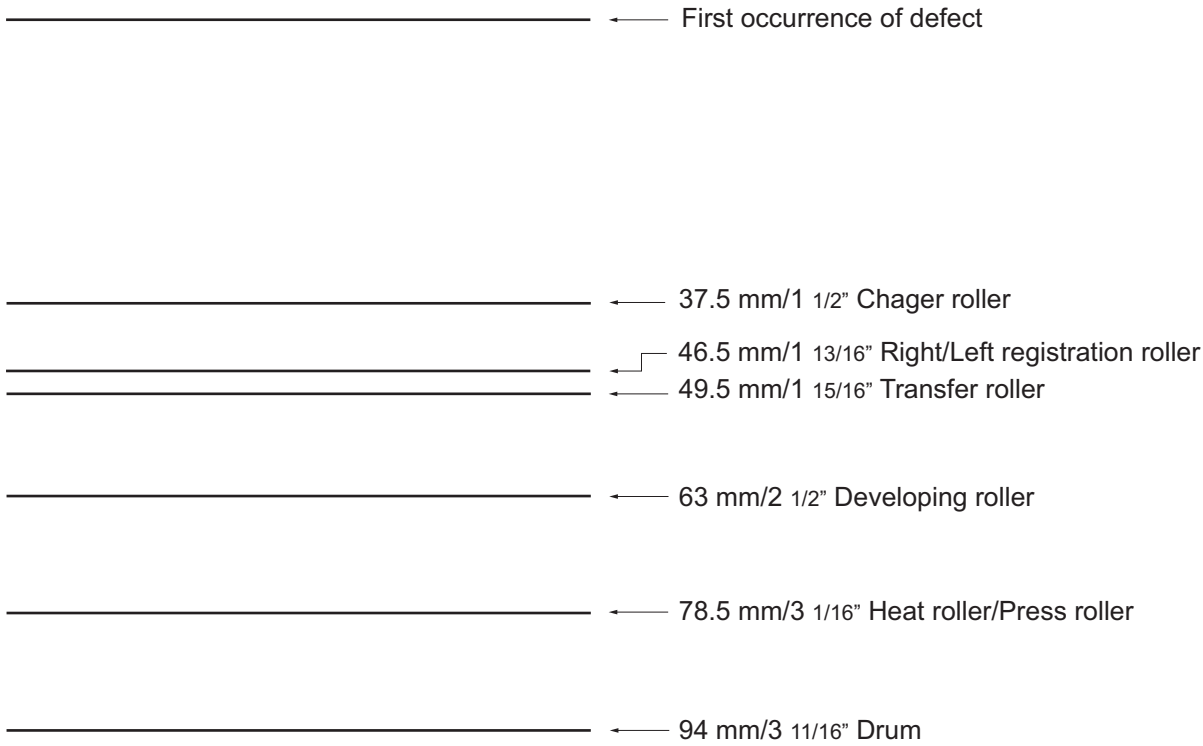 First occurrence of defect
37.5 mm/1 1/2” Chager roller
46.5 mm/1 13/16” Right/Left registration roller
49.5 mm/1 15/16” Transfer roller
63 mm/2 1/2” Developing roller
78.5 mm/3 1/16” Heat roller/Press roller
94 mm/3 11/16” Drum